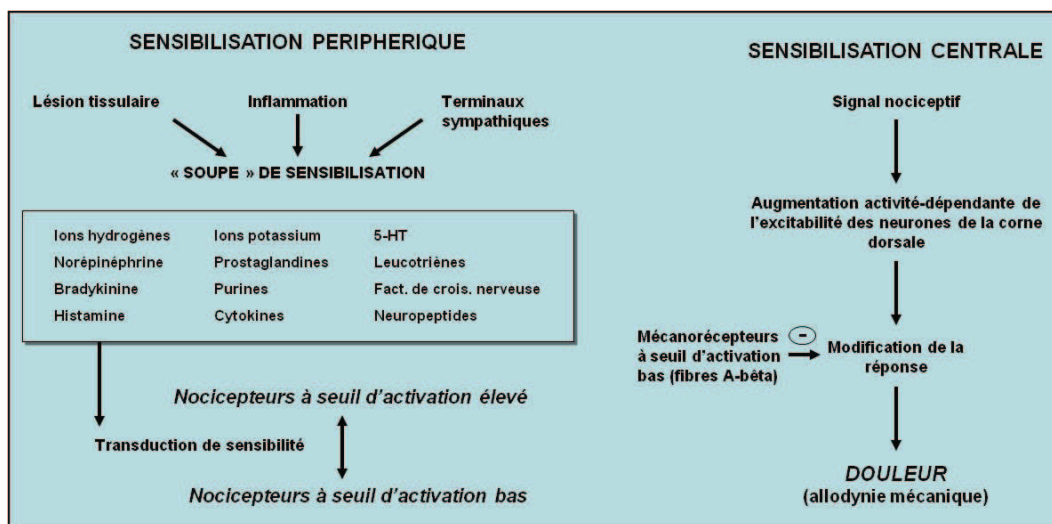 SENSIBILISATION PERIPHERIQUE
Lésion tissulaire
Inflammation
Terminaux
sympathiques
« SOUPE » DE SENSIBILISATION
Ions hydrogènes
Ions potassium
5-HT
Norépinéphrine
Prostaglandines
Leucotriènes
Bradykinine
Purines
Fact. de crois. nerveuse
Histamine
Cytokines
Neuropeptides
Nocicepteurs à seuil d'activation élevé
Transduction de sensibilité
Nocicepteurs à seuil d'activation bas
SENSIBILISATION CENTRALE
Signal nociceptif
Augmentation activité-dépendante de
l'excitabilité des neurones de la corne
dorsale
Mécanorécepteurs
à seuil d'activation
bas (fibres A-bêta)
-
Modification de la
réponse
DOULEUR
(allodynie mécanique)